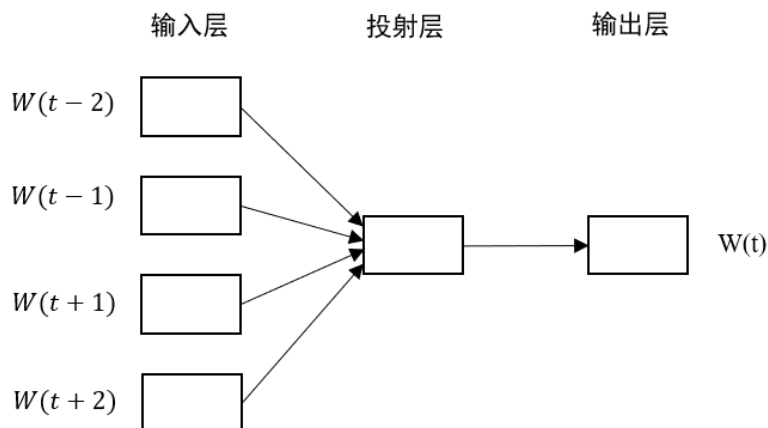 输入层 投射层 输出层
W(t − 2)
W(t − 1)
W(t)
W(t + 1)
W(t + 2)